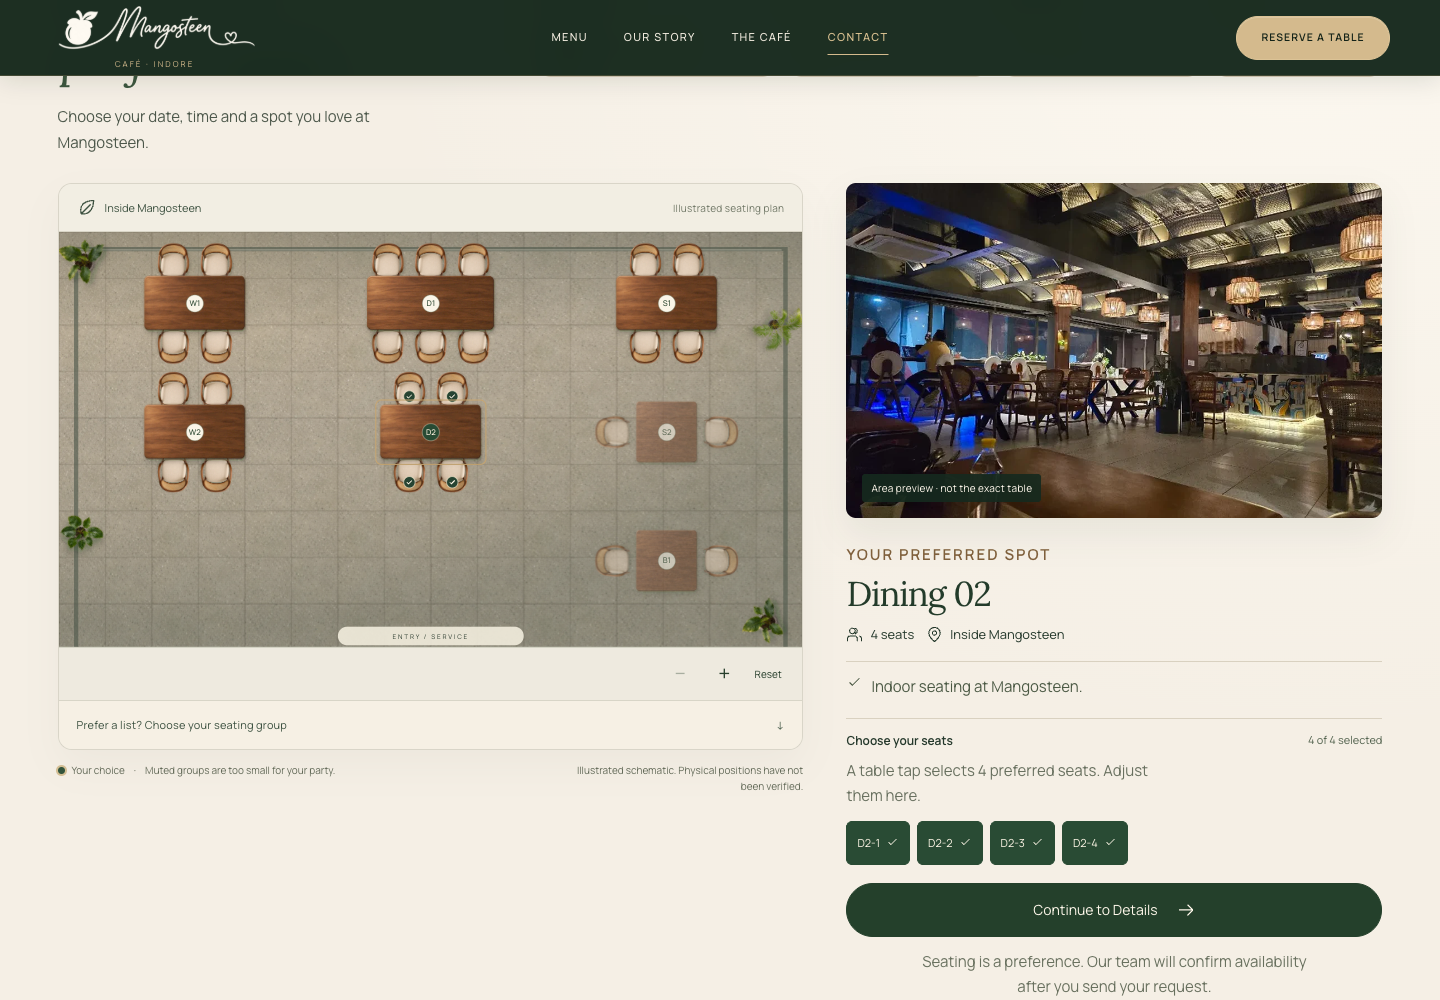 Mangosteen
CAFÉ · INDORE
MENU
OUR STORY
THE CAFÉ
CONTACT
RESERVE A TABLE
Choose your date, time and a spot you love at
Mangosteen.
Inside Mangosteen
Illustrated seating plan
W1
D1
S1
W2
D2
S2
B1
ENTRY / SERVICE
Reset
Prefer a list? Choose your seating group
Your choice · Muted groups are too small for your party.
Illustrated schematic. Physical positions have not
been verified.
Area preview · not the exact table
YOUR PREFERRED SPOT
Dining 02
4 seats
Inside Mangosteen
Indoor seating at Mangosteen.
Choose your seats
4 of 4 selected
A table tap selects 4 preferred seats. Adjust
them here.
D2-1
D2-2
D2-3
D2-4
Continue to Details
Seating is a preference. Our team will confirm availability
after you send your request.